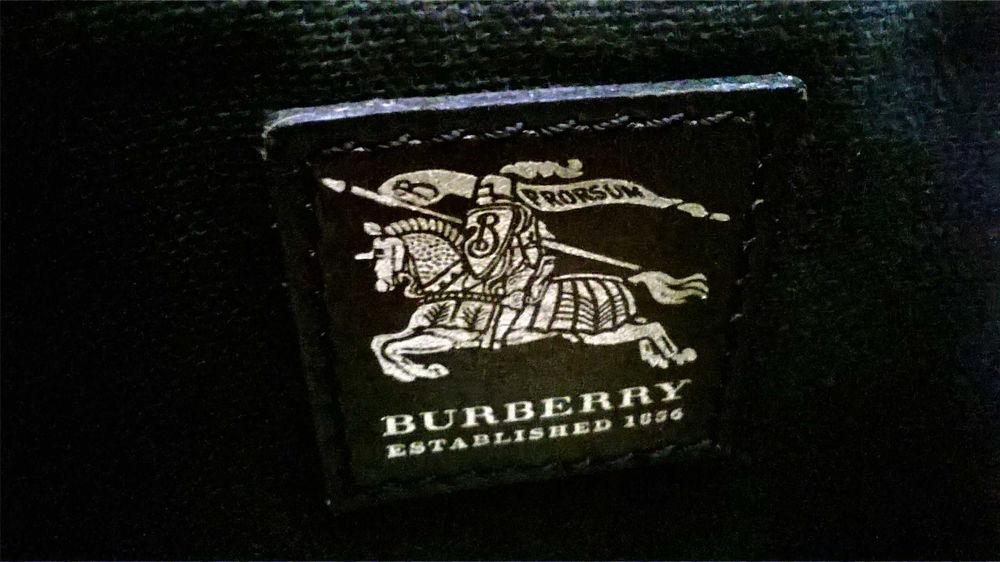 B PRORSUM
B
BURBERRY
ESTABLISHED 1856